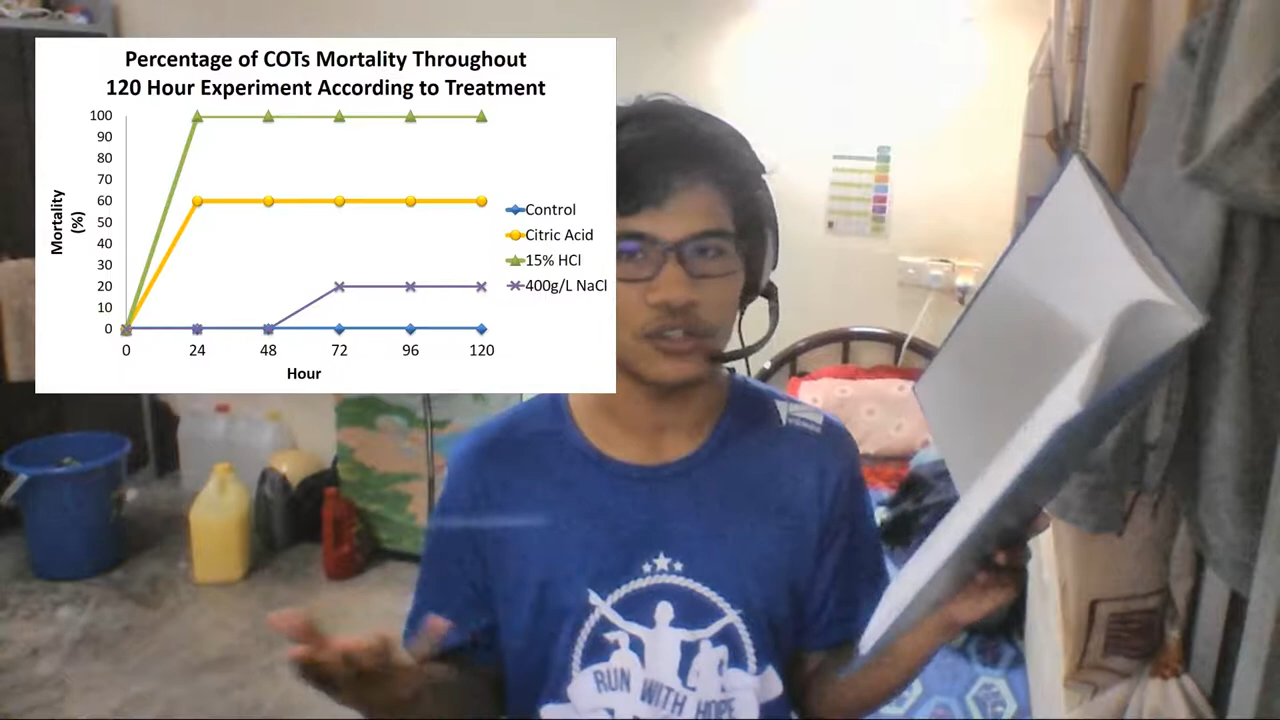 Percentage of COTs Mortality Throughout
120 Hour Experiment According to Treatment
100
90
80
70
60
50
40
30
20
10
0
Mortality
(%)
0 24 48 72 96 120
Hour
Control
Citric Acid
15% HCl
400g/L NaCl
RUN WITH HOPE